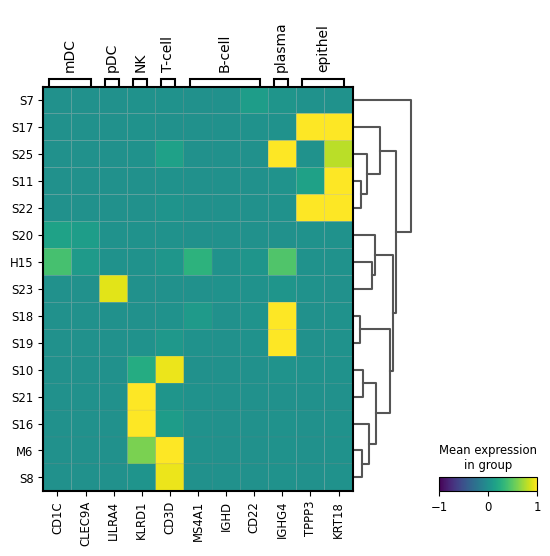 mDC pDC NK T-cell B-cell plasma epithel
S7
S17
S25
S11
S22
S20
H15
S23
S18
S19
S10
S21
S16
M6
S8
CD1C CLEC9A LILRA4 KLRD1 CD3D MS4A1 IGHD CD22 IGHG4 TPPP3 KRT18
Mean expression
in group
−1 0 1